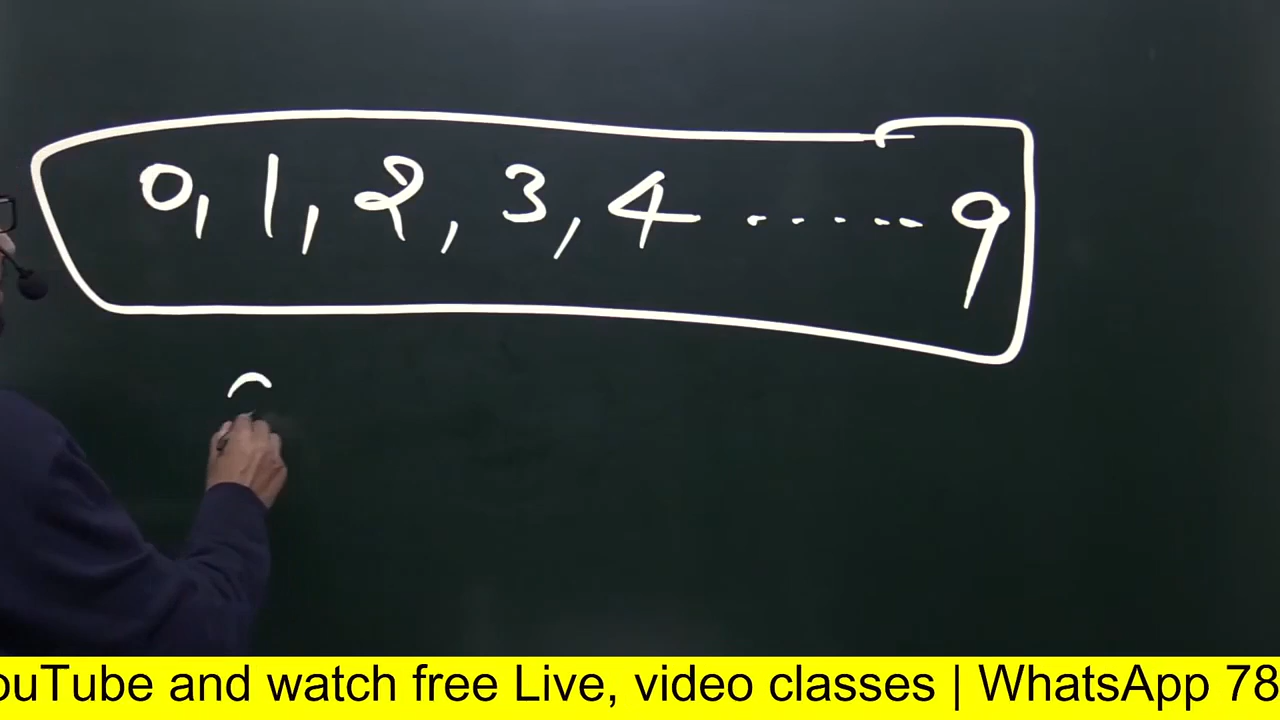 0, 1, 2, 3, 4 ..... 9
ouTube and watch free Live, video classes | WhatsApp 78